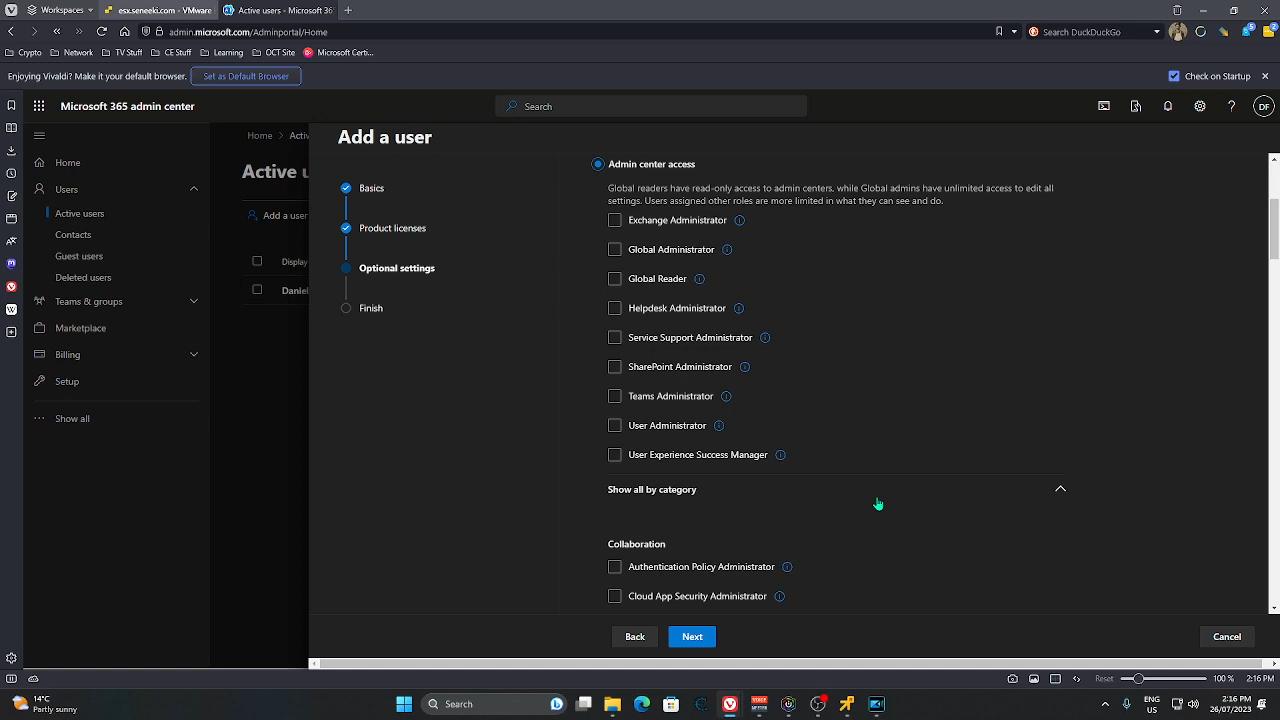 Workspaces
esx.seneeki.com - VMware
Active users - Microsoft 36
admin.microsoft.com/Adminportal/Home
Search DuckDuckGo
Crypto
Network
TV Stuff
CE Stuff
Learning
OCT Site
Microsoft Certi...
Enjoying Vivaldi? Make it your default browser.
Set as Default Browser
Check on Startup
Microsoft 365 admin center
Search
DF
Home
Users
Active users
Contacts
Guest users
Deleted users
Teams & groups
Marketplace
Billing
Setup
Show all
Home > Activ
Active u
Add a use
Display
Daniel
Add a user
Basics
Product licenses
Optional settings
Finish
Admin center access
Global readers have read-only access to admin centers, while Global admins have unlimited access to edit all
settings. Users assigned other roles are more limited in what they can see and do.
Exchange Administrator
Global Administrator
Global Reader
Helpdesk Administrator
Service Support Administrator
SharePoint Administrator
Teams Administrator
User Administrator
User Experience Success Manager
Show all by category
Collaboration
Authentication Policy Administrator
Cloud App Security Administrator
Back
Next
Cancel
Reset
100 %
2:16 PM
14°C
Partly sunny
Search
ENG
US
2:16 PM
26/07/2023